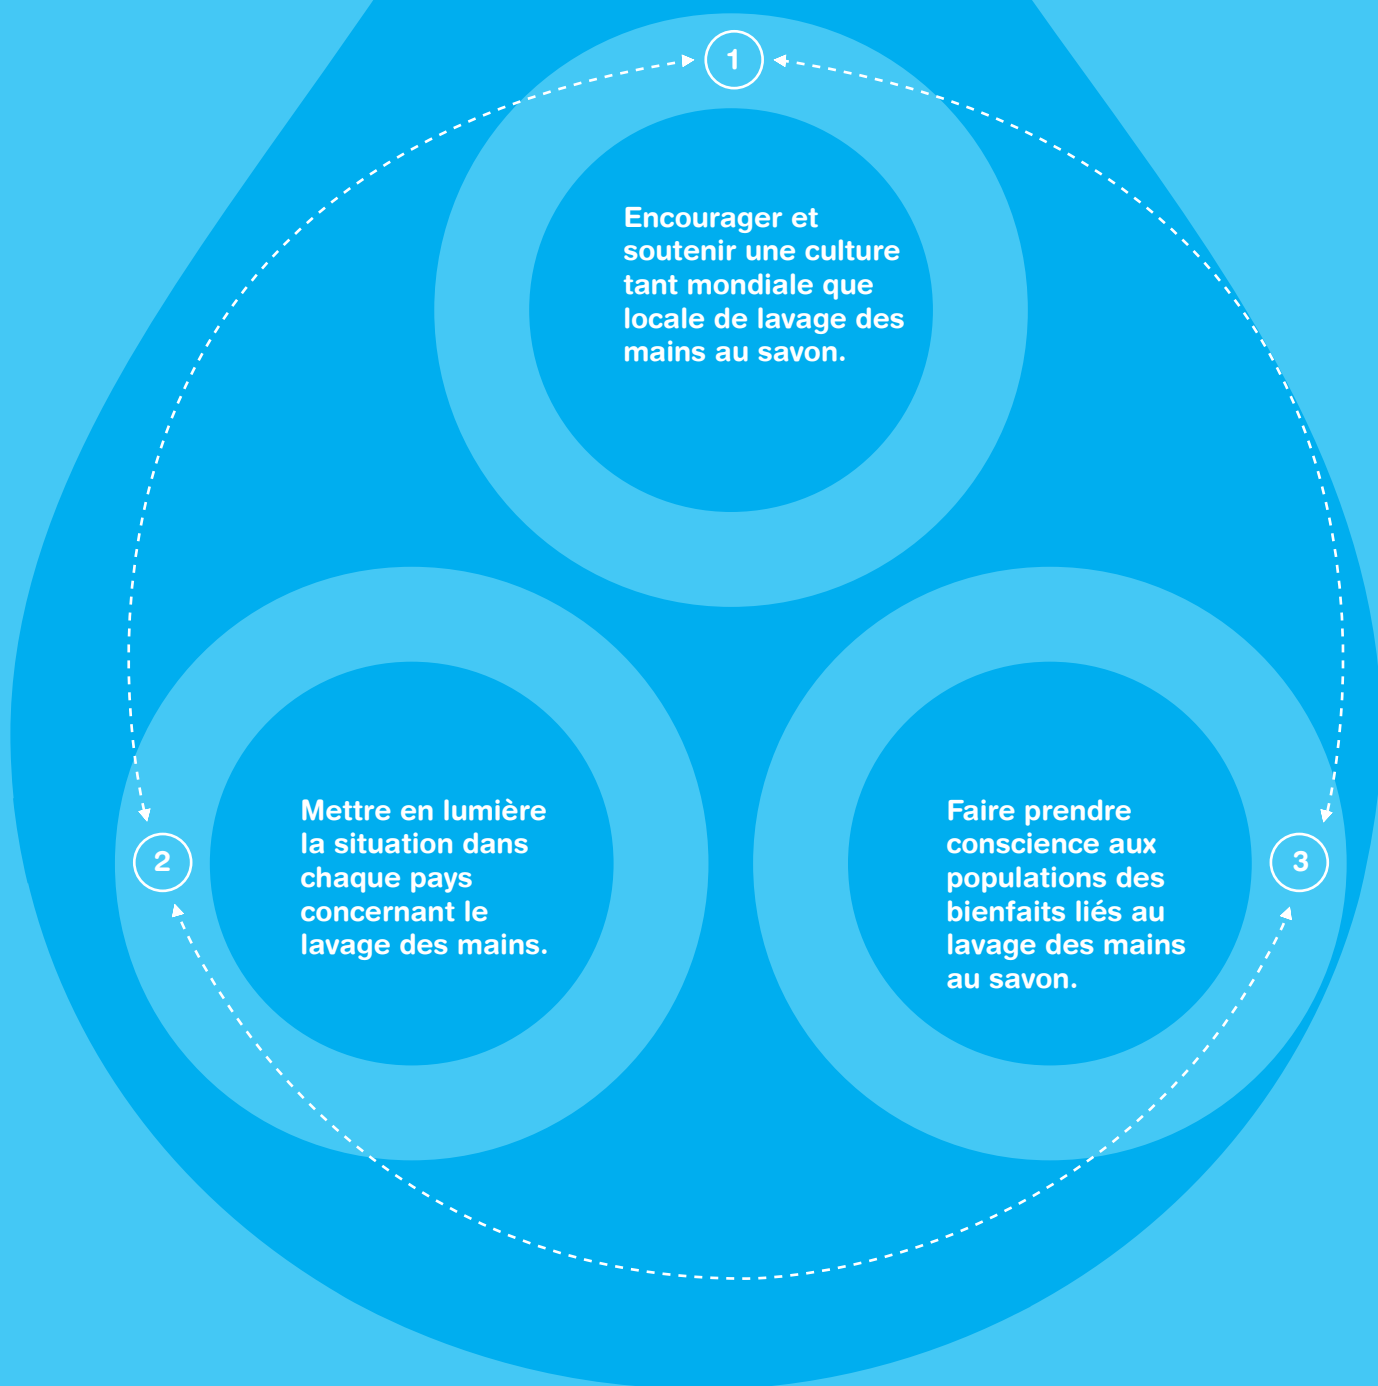 1
Encourager et
soutenir une culture
tant mondiale que
locale de lavage des
mains au savon.
2
Mettre en lumière
la situation dans
chaque pays
concernant le
lavage des mains.
3
Faire prendre
conscience aux
populations des
bienfaits liés au
lavage des mains
au savon.